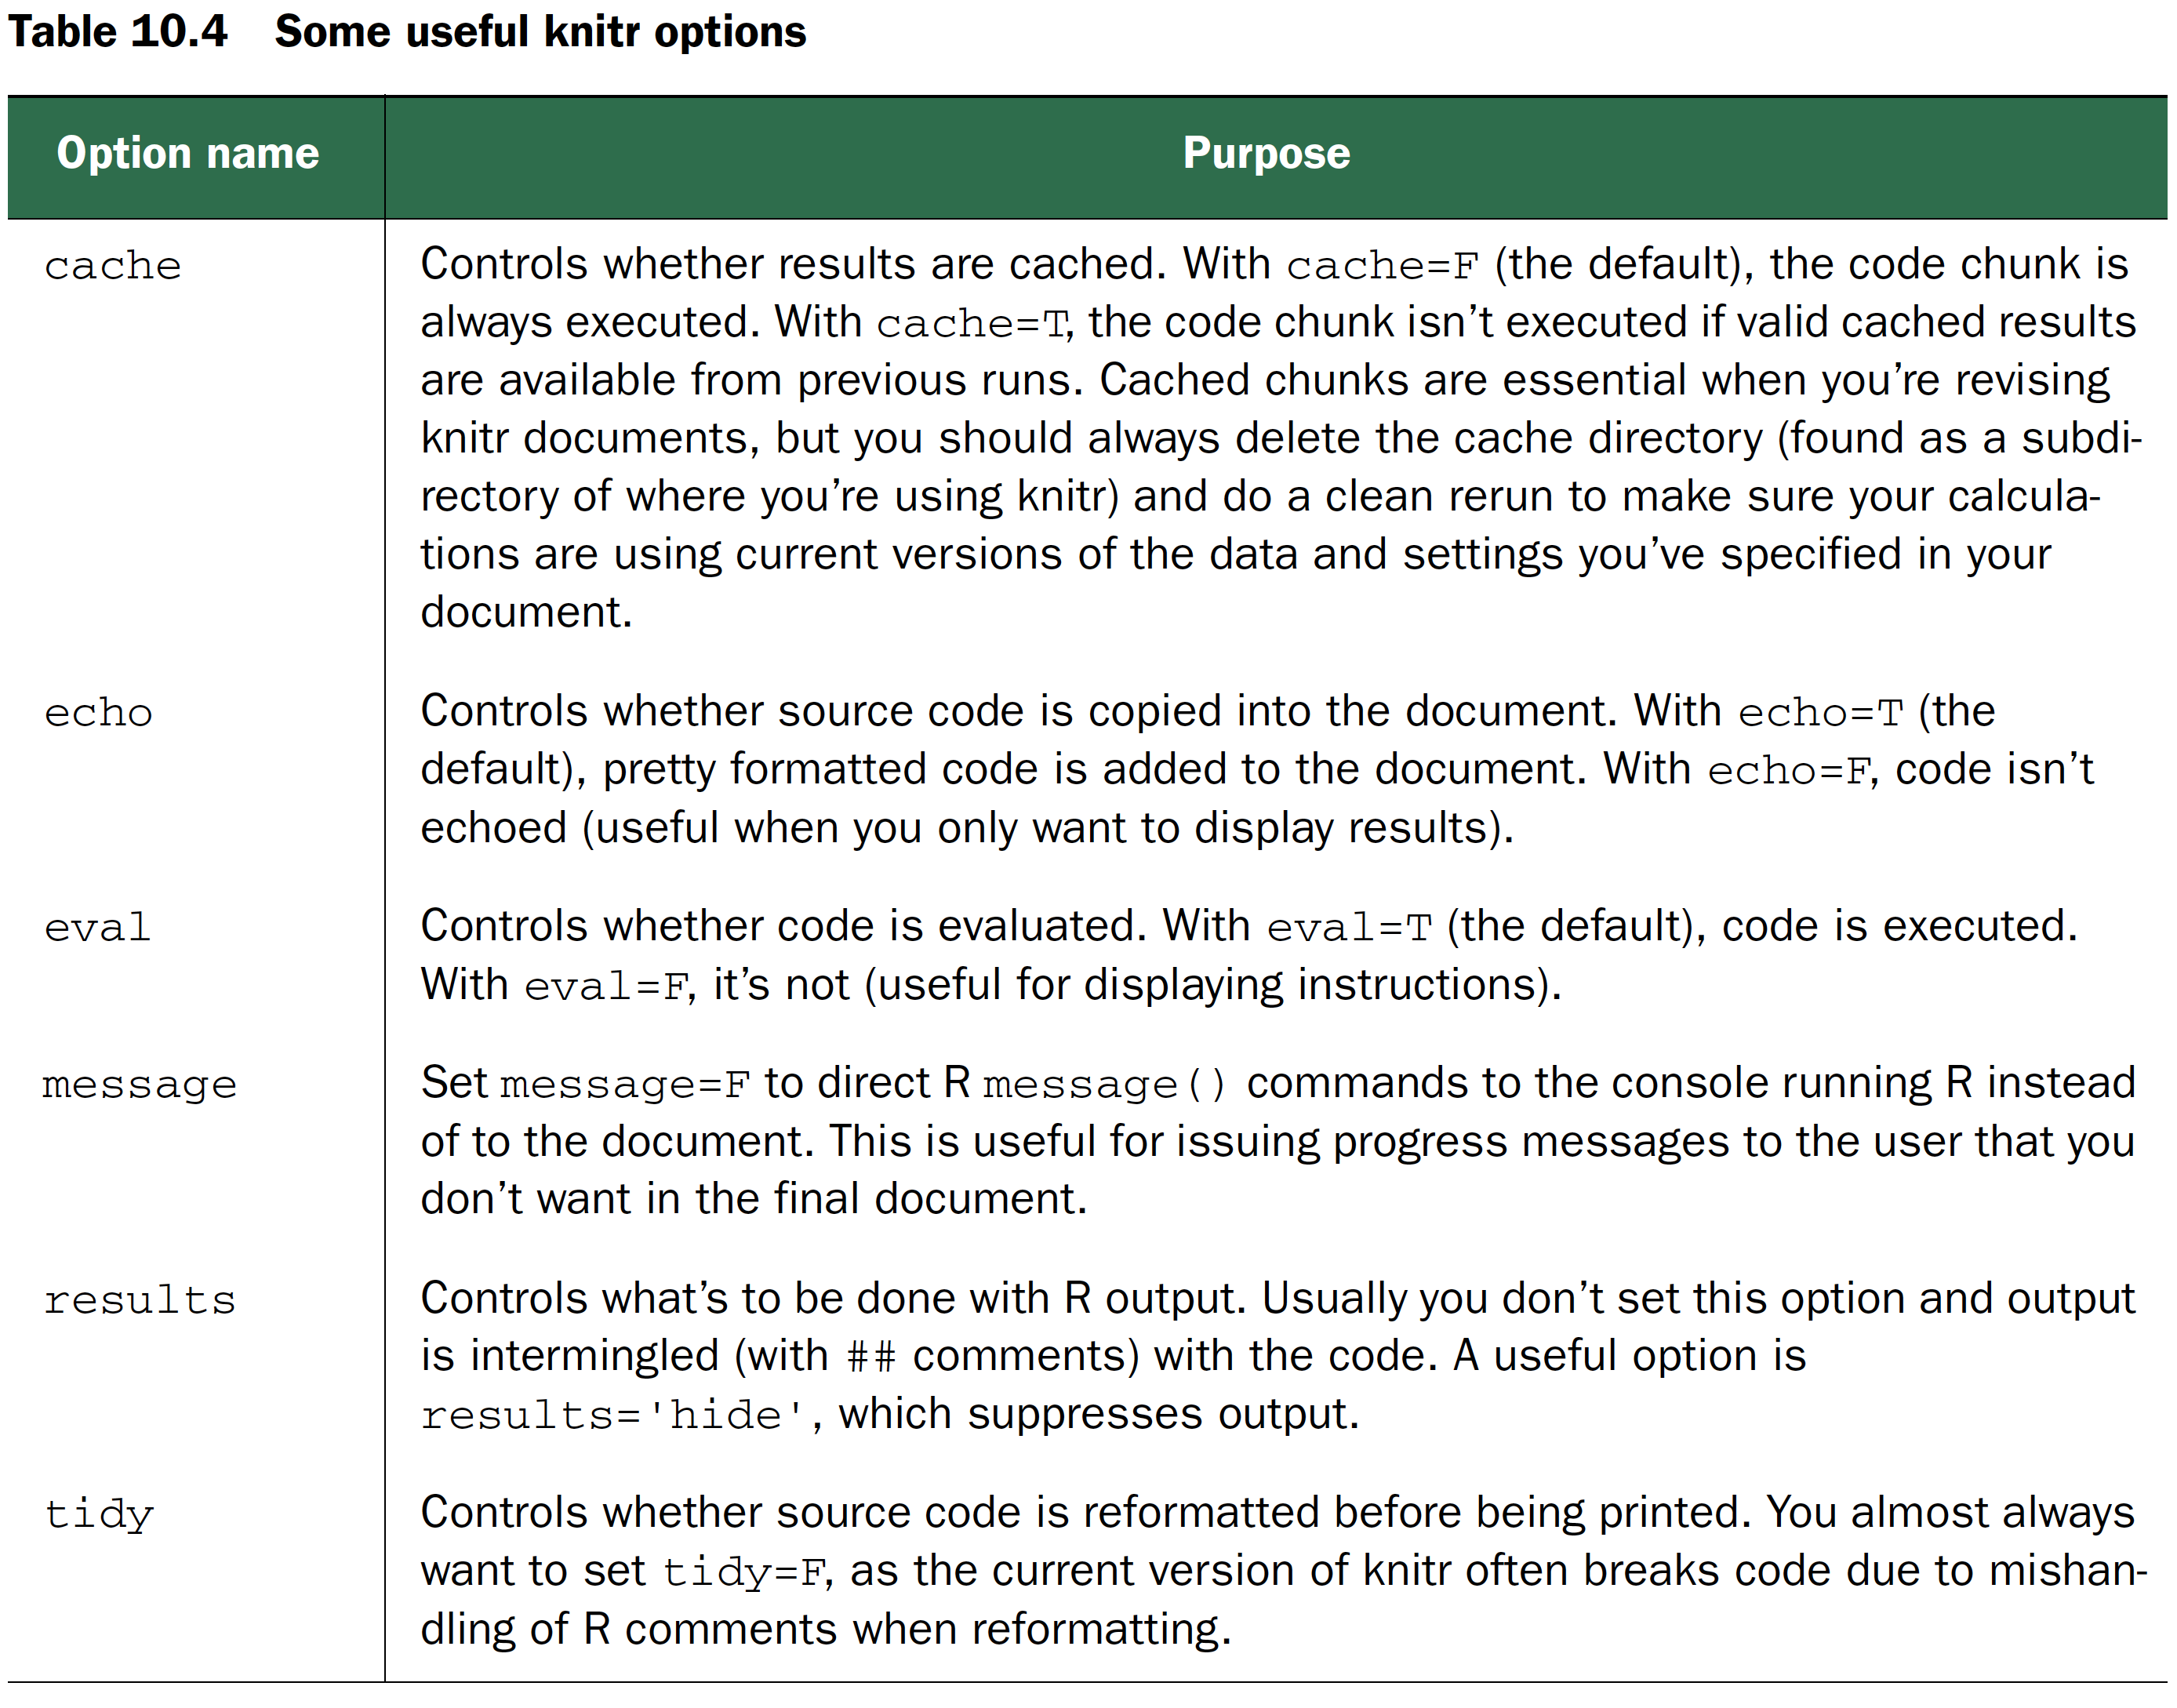 Table 10.4 Some useful knitr options
Option name
Purpose
cache
Controls whether results are cached. With cache=F (the default), the code chunk is
always executed. With cache=T, the code chunk isn’t executed if valid cached results
are available from previous runs. Cached chunks are essential when you’re revising
knitr documents, but you should always delete the cache directory (found as a subdi-
rectory of where you’re using knitr) and do a clean rerun to make sure your calcula-
tions are using current versions of the data and settings you’ve specified in your
document.
echo
Controls whether source code is copied into the document. With echo=T (the
default), pretty formatted code is added to the document. With echo=F, code isn’t
echoed (useful when you only want to display results).
eval
Controls whether code is evaluated. With eval=T (the default), code is executed.
With eval=F, it’s not (useful for displaying instructions).
message
Set message=F to direct R message() commands to the console running R instead
of to the document. This is useful for issuing progress messages to the user that you
don’t want in the final document.
results
Controls what’s to be done with R output. Usually you don’t set this option and output
is intermingled (with ## comments) with the code. A useful option is
results='hide', which suppresses output.
tidy
Controls whether source code is reformatted before being printed. You almost always
want to set tidy=F, as the current version of knitr often breaks code due to mishan-
dling of R comments when reformatting.